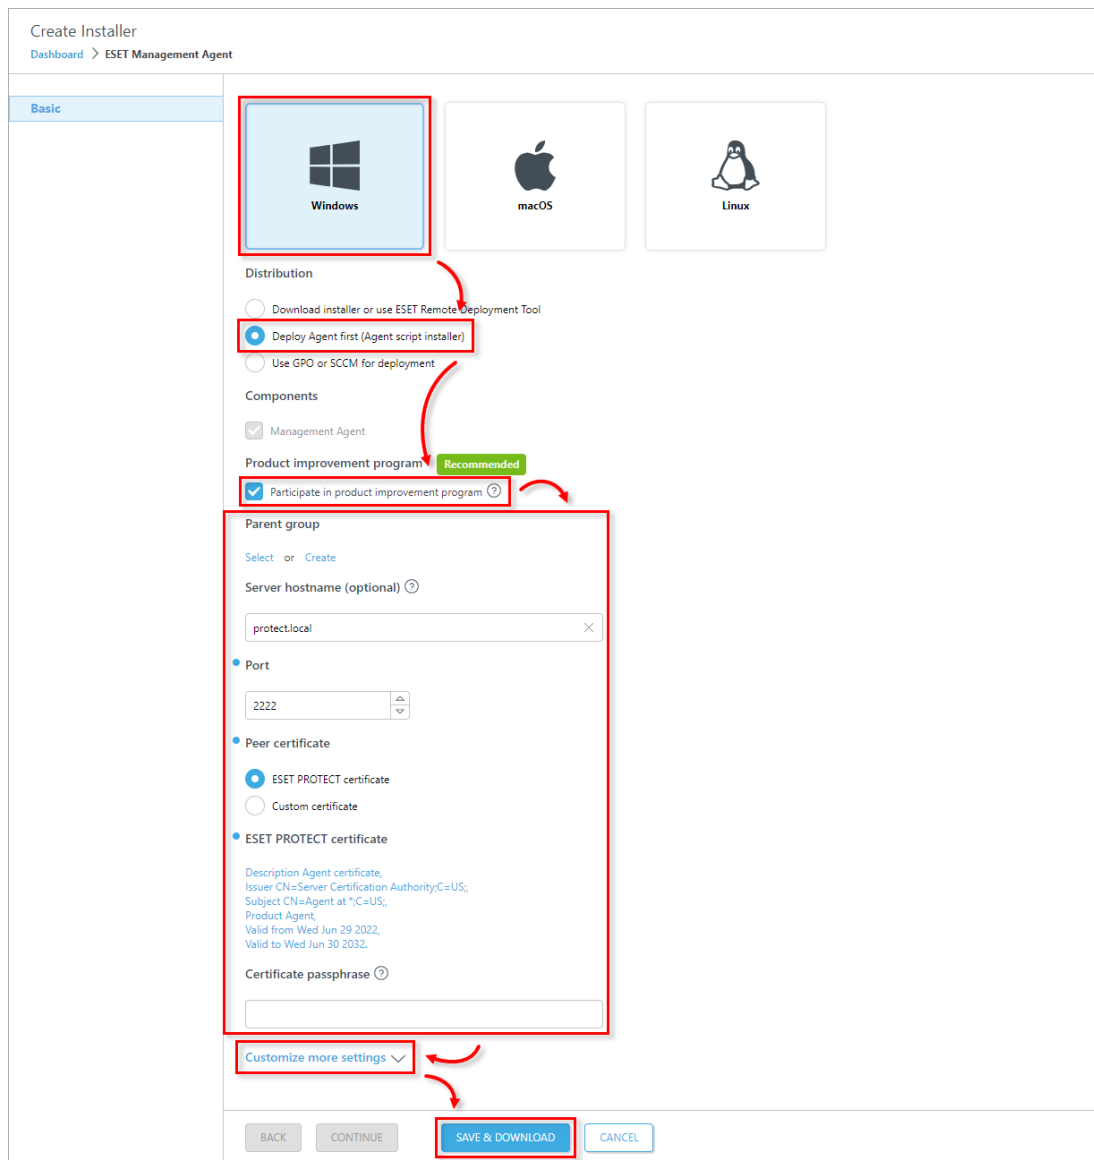 Create Installer
Dashboard > ESET Management Agent
Basic
Windows
macOS
Linux
Distribution
Download installer or use ESET Remote Deployment Tool
Deploy Agent first (Agent script installer)
Use GPO or SCCM for deployment
Components
Management Agent
Product improvement program Recommended
Participate in product improvement program ?
Parent group
Select or Create
Server hostname (optional) ?
protect.local
Port
2222
Peer certificate
ESET PROTECT certificate
Custom certificate
ESET PROTECT certificate
Description Agent certificate,
Issuer CN=Server Certification Authority;C=US;,
Subject CN=Agent at *;C=US;,
Product Agent,
Valid from Wed Jun 29 2022,
Valid to Wed Jun 30 2032.
Certificate passphrase ?
Customize more settings
BACK CONTINUE SAVE & DOWNLOAD CANCEL